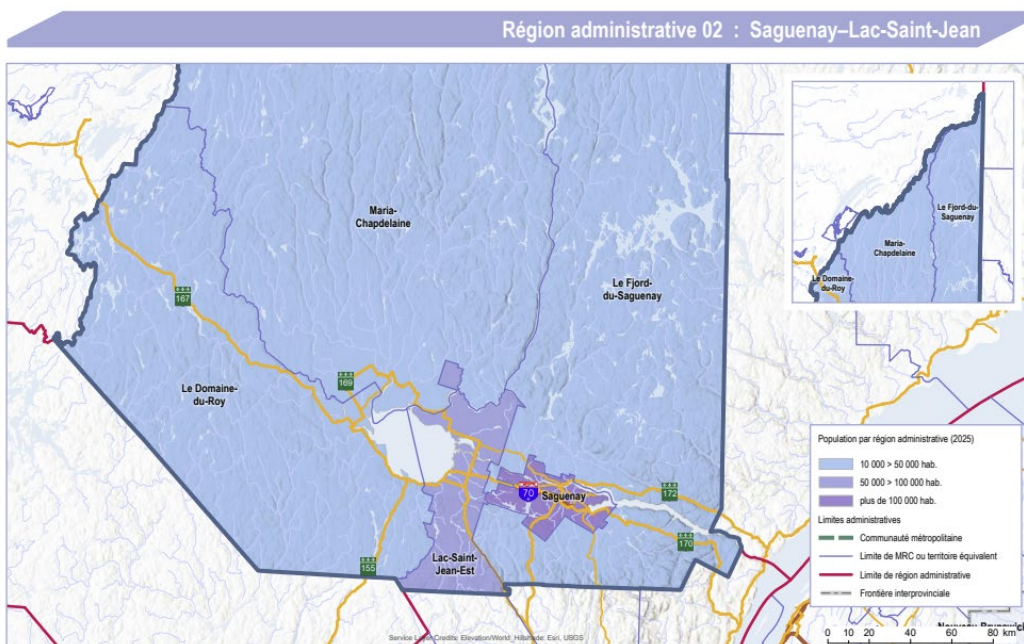 Région administrative 02 : Saguenay–Lac-Saint-Jean
Maria-
Chapdelaine
Le Fjord-
du-Saguenay
Le Domaine-
du-Roy
Saguenay
Lac-Saint-
Jean-Est
167
169
70
172
170
155
Le Fjord-du-
Saguenay
Maria-
Chapdelaine
Le Domaine-
du-Roy
Population par région administrative (2025)
10 000 > 50 000 hab.
50 000 > 100 000 hab.
plus de 100 000 hab.
Limites administratives
Communauté métropolitaine
Limite de MRC ou territoire équivalent
Limite de région administrative
Frontière interprovinciale
0 10 20 40 60 80 km
Service Layer Credits: Elevation/World_Hillshade: Esri, USGS